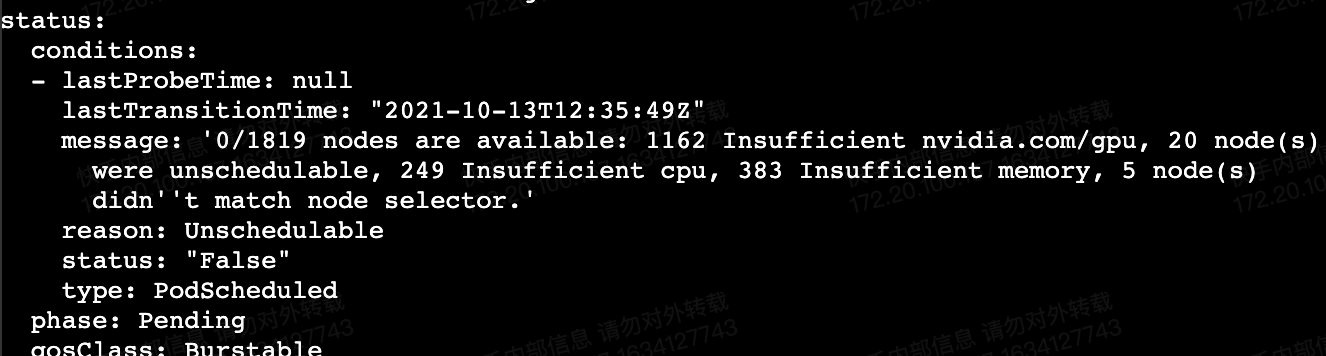 status:
  conditions:
  - lastProbeTime: null
    lastTransitionTime: "2021-10-13T12:35:49Z"
    message: '0/1819 nodes are available: 1162 Insufficient nvidia.com/gpu, 20 node(s)
      were unschedulable, 249 Insufficient cpu, 383 Insufficient memory, 5 node(s)
      didn''t match node selector.'
    reason: Unschedulable
    status: "False"
    type: PodScheduled
  phase: Pending
  qosClass: Burstable